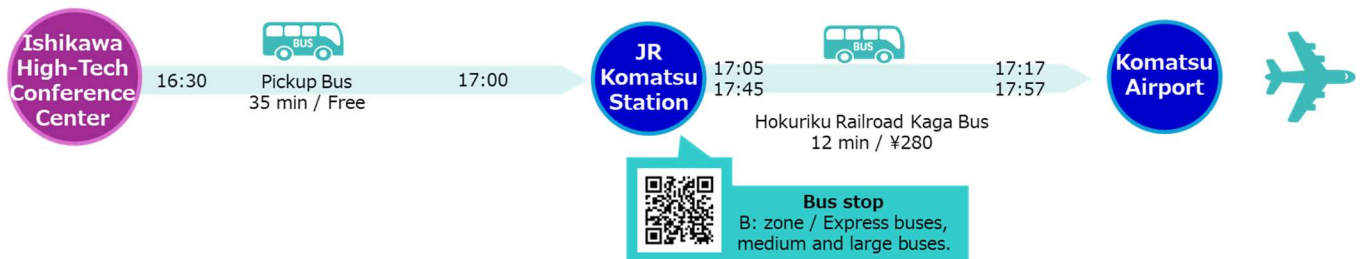 Ishikawa
High-Tech
Conference
Center
16:30
BUS
Pickup Bus
35 min / Free
17:00
JR
Komatsu
Station
17:05
17:45
BUS
Hokuriku Railroad Kaga Bus
12 min / ¥280
17:17
17:57
Komatsu
Airport
Bus stop
B: zone / Express buses,
medium and large buses.